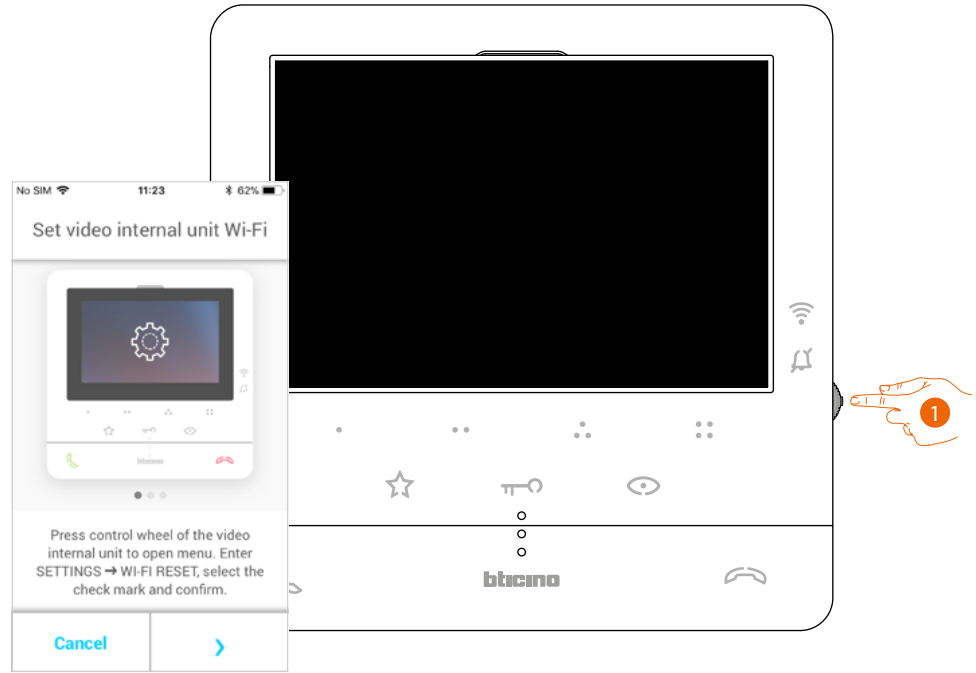 No SIM 11:23 62%
Set video internal unit Wi-Fi
bticino
Press control wheel of the video
internal unit to open menu. Enter
SETTINGS → WI-FI RESET, select the
check mark and confirm.
Cancel
1
bticino